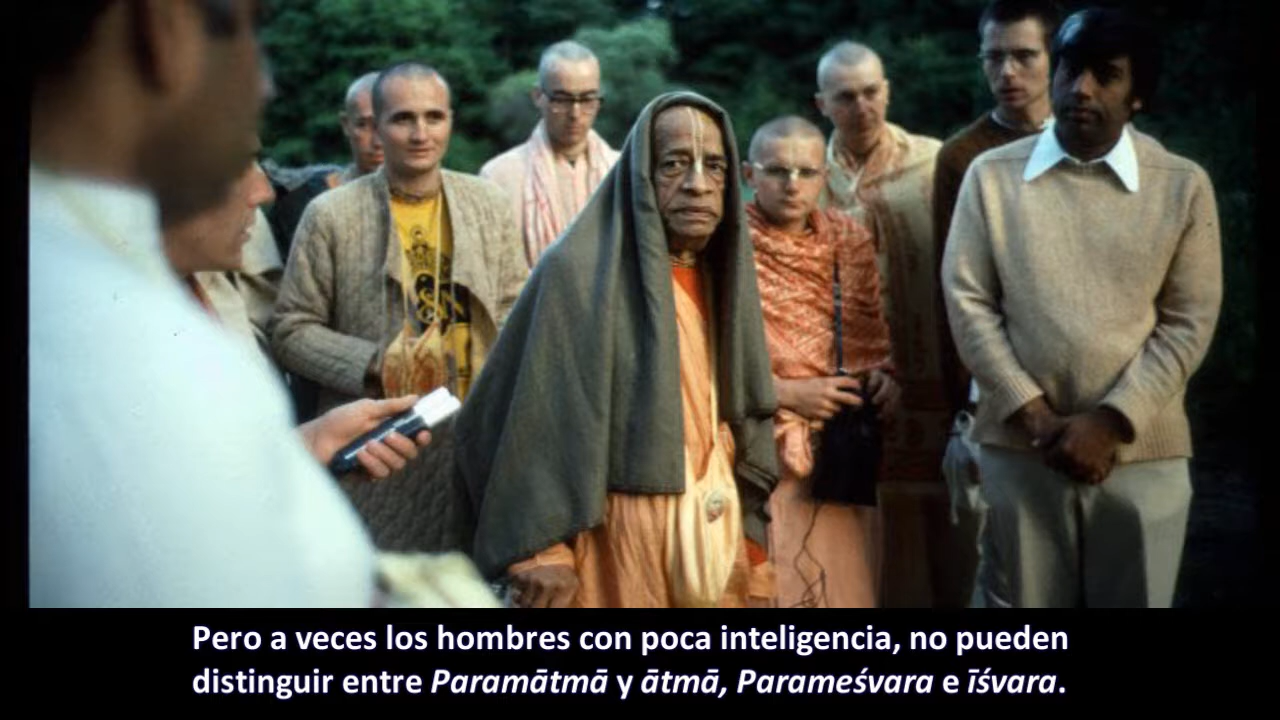 Pero a veces los hombres con poca inteligencia, no pueden
distinguir entre Paramātmā y ātmā, Parameśvara e īśvara.